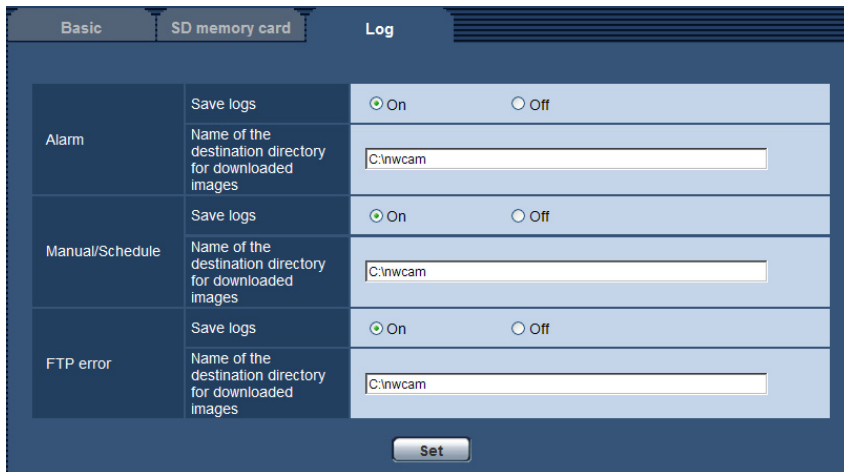 Basic SD memory card Log
Alarm
Save logs On Off
Name of the
destination directory
for downloaded
images
C:\nwcam
Manual/Schedule
Save logs On Off
Name of the
destination directory
for downloaded
images
C:\nwcam
FTP error
Save logs On Off
Name of the
destination directory
for downloaded
images
C:\nwcam
Set